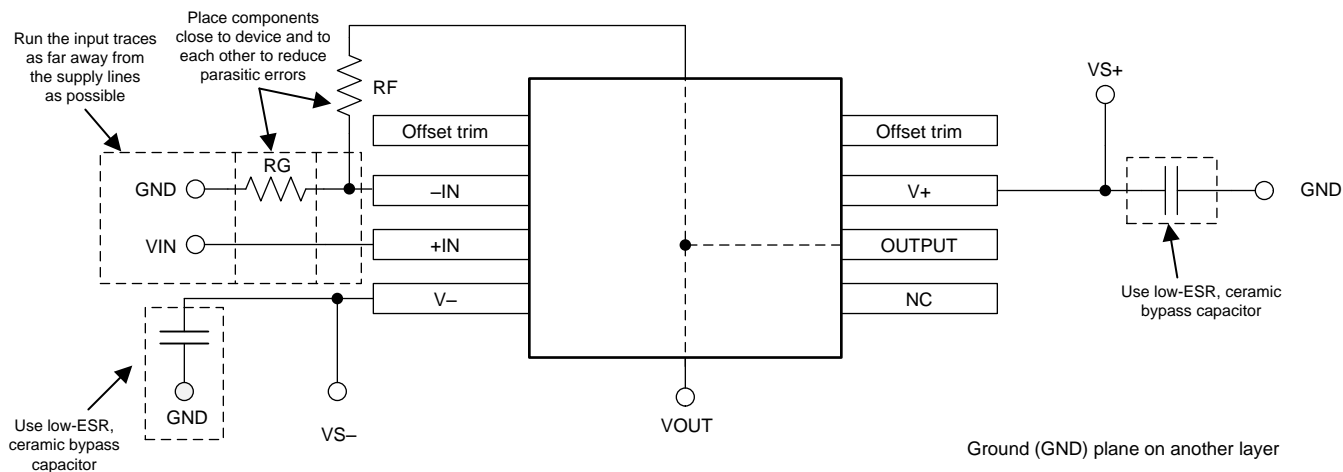 Place components
close to device and to
each other to reduce
parasitic errors
Run the input traces
as far away from
the supply lines
as possible
RF
VS+
Offset trim
Offset trim
RG
GND
–IN
V+
GND
VIN
+IN
OUTPUT
V–
NC
Use low-ESR, ceramic
bypass capacitor
GND
VS–
VOUT
Use low-ESR,
ceramic bypass
capacitor
Ground (GND) plane on another layer